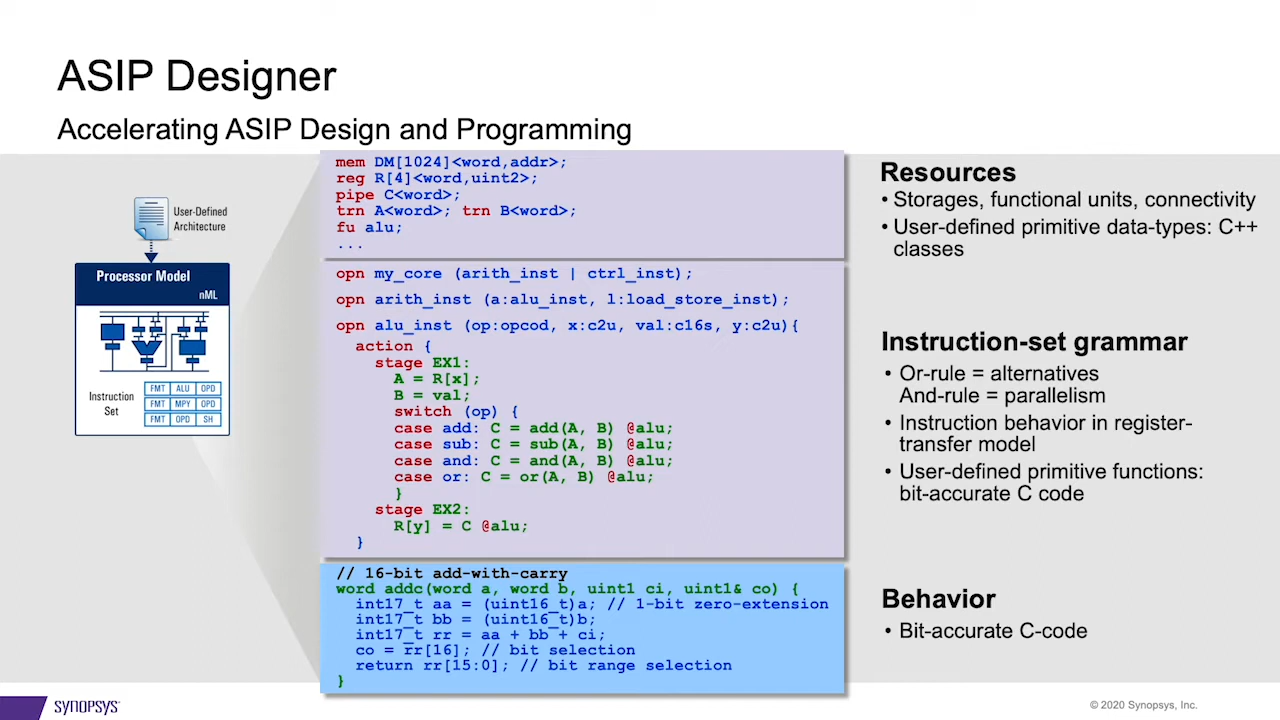 ASIP Designer
Accelerating ASIP Design and Programming
User-Defined
Architecture
Processor Model
nML
Instruction
Set
FMT ALU OPD
FMT MPY OPD
FMT OPD SH
mem DM[1024]<word,addr>;
reg R[4]<word,uint2>;
pipe C<word>;
trn A<word>; trn B<word>;
fu alu;
...
opn my_core (arith_inst | ctrl_inst);
opn arith_inst (a:alu_inst, l:load_store_inst);
opn alu_inst (op:opcod, x:c2u, val:c16s, y:c2u){
action {
stage EX1:
A = R[x];
B = val;
switch (op) {
case add: C = add(A, B) @alu;
case sub: C = sub(A, B) @alu;
case and: C = and(A, B) @alu;
case or: C = or(A, B) @alu;
}
stage EX2:
R[y] = C @alu;
}
// 16-bit add-with-carry
word addc(word a, word b, uint1 ci, uint1& co) {
int17_t aa = (uint16_t)a; // 1-bit zero-extension
int17_t bb = (uint16_t)b;
int17_t rr = aa + bb + ci;
co = rr[16]; // bit selection
return rr[15:0]; // bit range selection
}
Resources
• Storages, functional units, connectivity
• User-defined primitive data-types: C++
classes
Instruction-set grammar
• Or-rule = alternatives
And-rule = parallelism
• Instruction behavior in register-
transfer model
• User-defined primitive functions:
bit-accurate C code
Behavior
• Bit-accurate C-code
SYNOPSYS
© 2020 Synopsys, Inc.